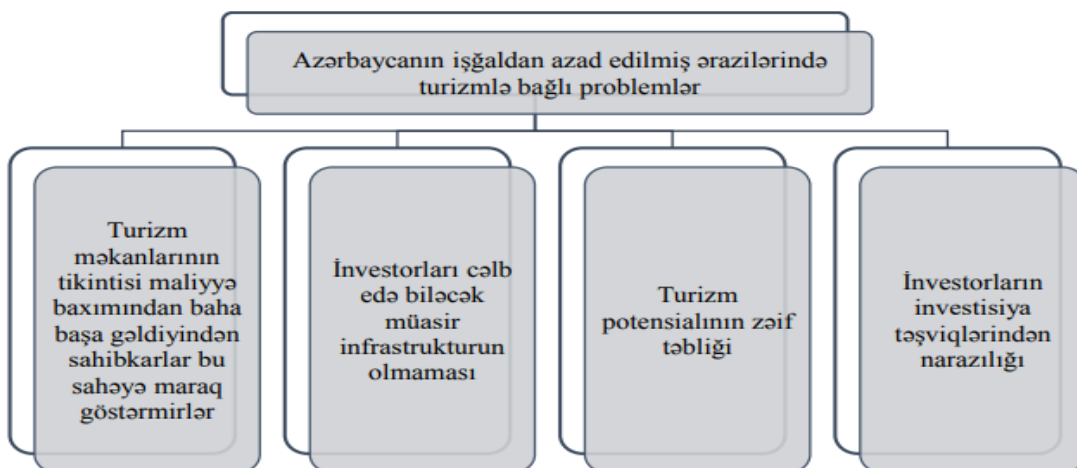 Azərbaycanın işğaldan azad edilmiş ərazilərində
turizmlə bağlı problemlər
Turizm
məkanlarının
tikintisi maliyyə
baxımından baha
başa gəldiyindən
sahibkarlar bu
sahəyə maraq
göstərmirlər
İnvestorları cəlb
edə biləcək
müasir
infrastrukturun
olmaması
Turizm
potensialının zəif
təbliği
İnvestorların
investisiya
təşviqlərindən
narazılığı